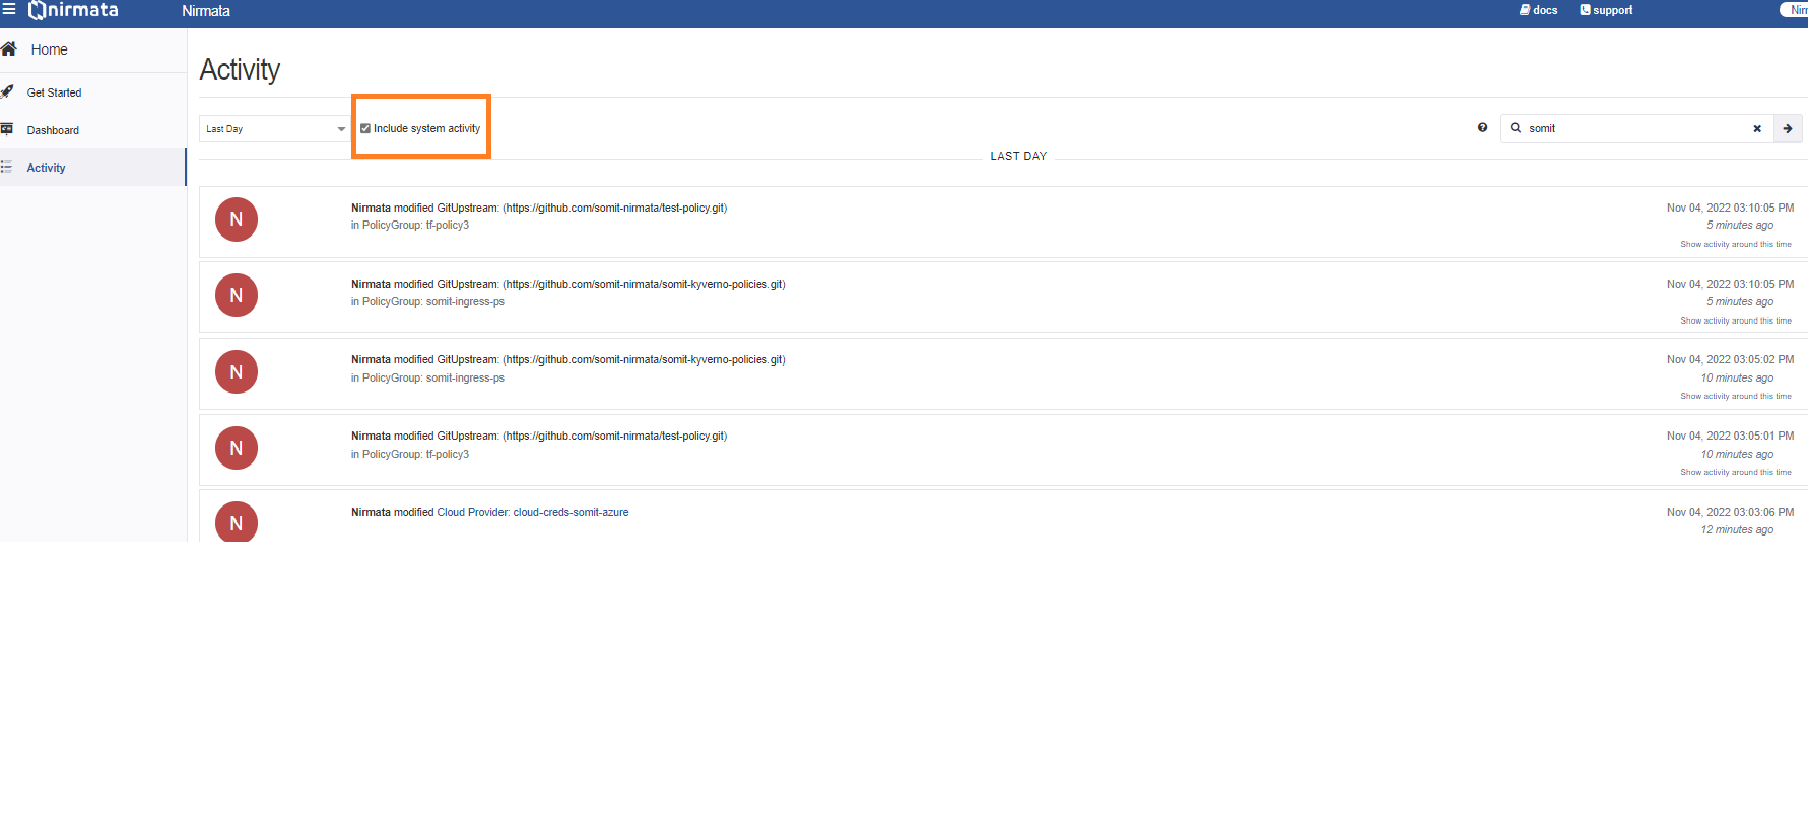 nirmata
Nirmata
docs
support
Home
Get Started
Dashboard
Activity
Activity
Last Day
Include system activity
somit
LAST DAY
N
Nirmata modified GitUpstream: (https://github.com/somit-nirmata/test-policy.git)
in PolicyGroup: tf-policy3
Nov 04, 2022 03:10:05 PM
5 minutes ago
Show activity around this time
N
Nirmata modified GitUpstream: (https://github.com/somit-nirmata/somit-kyverno-policies.git)
in PolicyGroup: somit-ingress-ps
Nov 04, 2022 03:10:05 PM
5 minutes ago
Show activity around this time
N
Nirmata modified GitUpstream: (https://github.com/somit-nirmata/somit-kyverno-policies.git)
in PolicyGroup: somit-ingress-ps
Nov 04, 2022 03:05:02 PM
10 minutes ago
Show activity around this time
N
Nirmata modified GitUpstream: (https://github.com/somit-nirmata/test-policy.git)
in PolicyGroup: tf-policy3
Nov 04, 2022 03:05:01 PM
10 minutes ago
Show activity around this time
N
Nirmata modified Cloud Provider: cloud-creds-somit-azure
Nov 04, 2022 03:03:06 PM
12 minutes ago